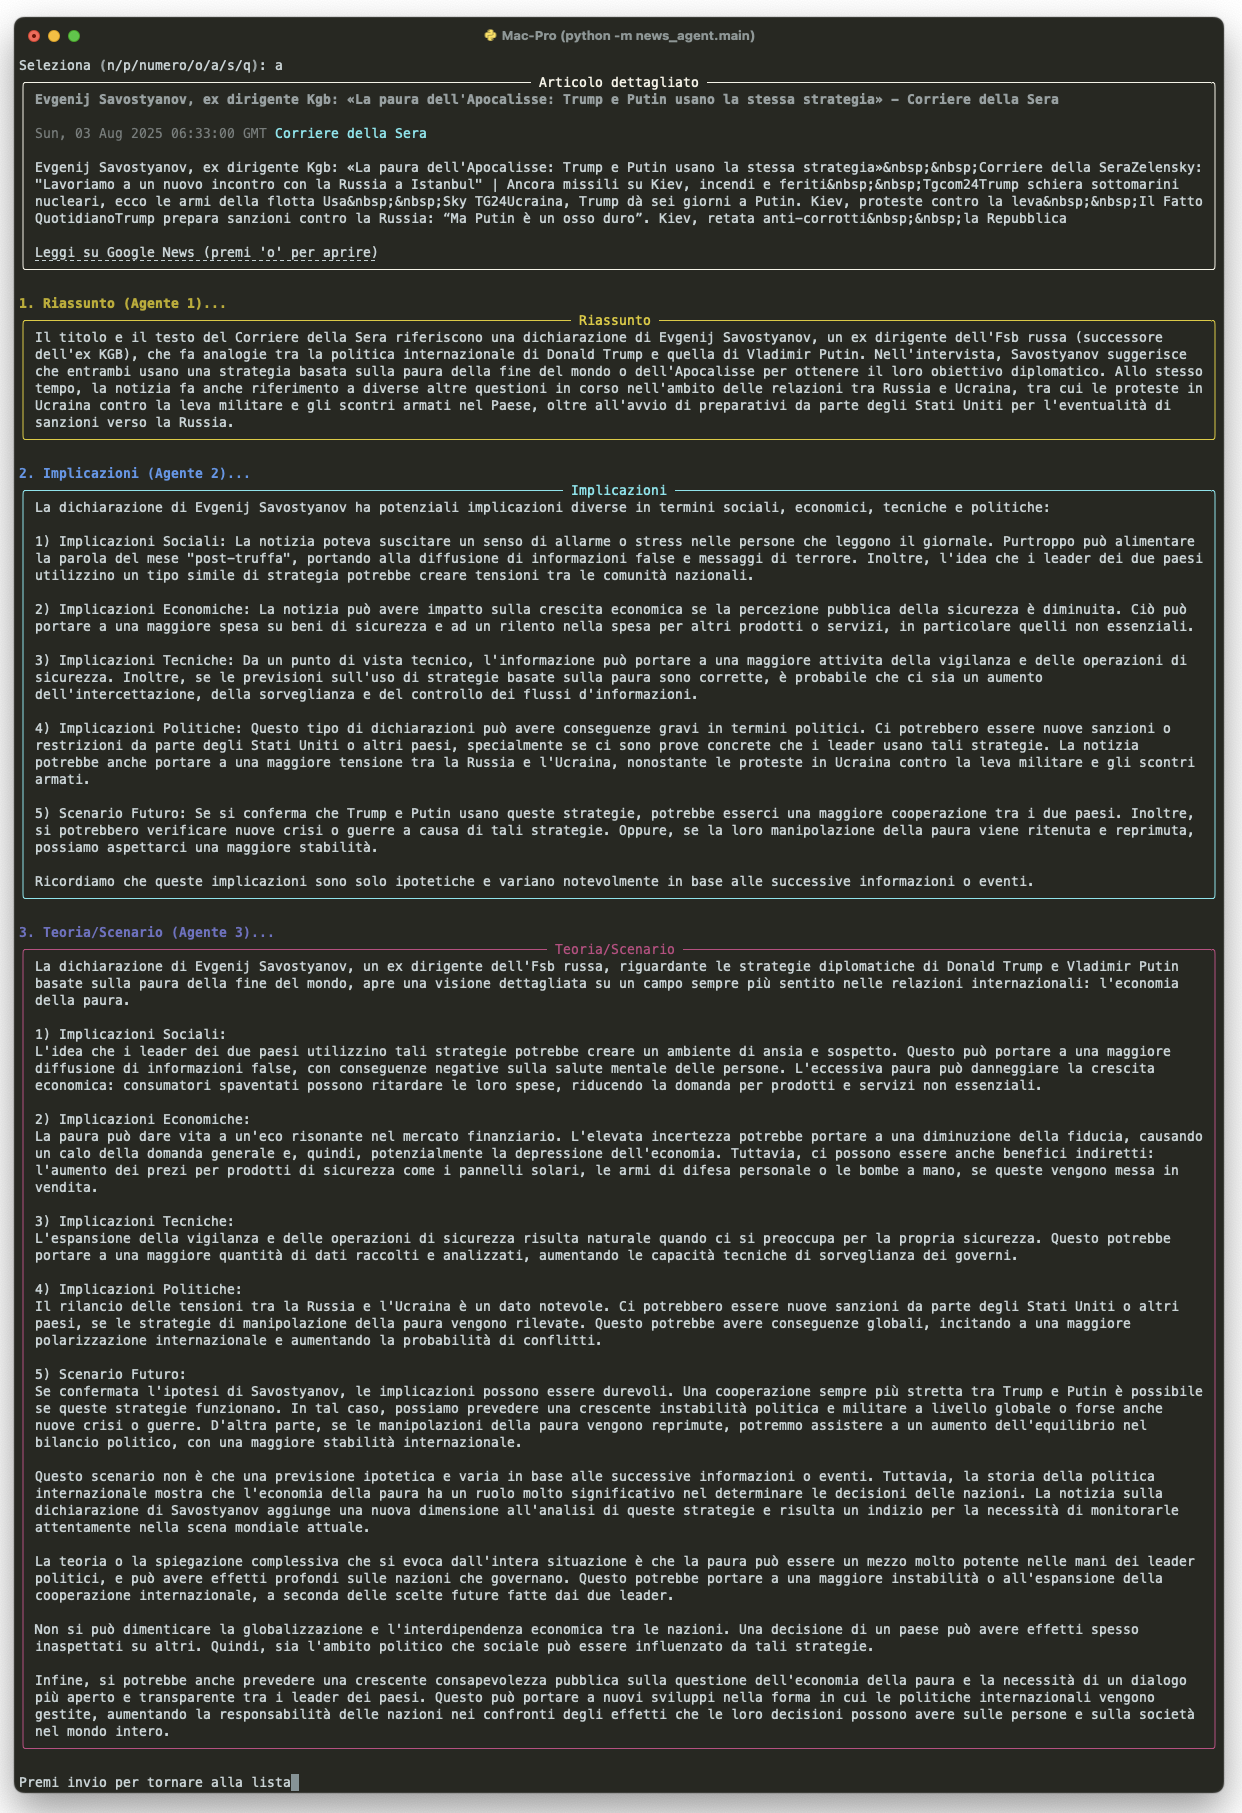 Mac-Pro (python -m news_agent.main)
Seleziona (n/p/numero/o/a/s/q): a
Articolo dettagliato
Evgenij Savostyanov, ex dirigente Kgb: «La paura dell'Apocalisse: Trump e Putin usano la stessa strategia» - Corriere della Sera
Sun, 03 Aug 2025 06:33:00 GMT Corriere della Sera
Evgenij Savostyanov, ex dirigente Kgb: «La paura dell'Apocalisse: Trump e Putin usano la stessa strategia»&nbsp;&nbsp;Corriere della SeraZelensky:
"Lavoriamo a un nuovo incontro con la Russia a Istanbul" | Ancora missili su Kiev, incendi e feriti&nbsp;&nbsp;Tgcom24Trump schiera sottomarini
nucleari, ecco le armi della flotta Usa&nbsp;&nbsp;Sky TG24Ucraina, Trump dà sei giorni a Putin. Kiev, proteste contro la leva&nbsp;&nbsp;Il Fatto
QuotidianoTrump prepara sanzioni contro la Russia: “Ma Putin è un osso duro”. Kiev, retata anti-corrotti&nbsp;&nbsp;la Repubblica
Leggi su Google News (premi 'o' per aprire)
1. Riassunto (Agente 1)...
Riassunto
Il titolo e il testo del Corriere della Sera riferiscono una dichiarazione di Evgenij Savostyanov, un ex dirigente dell'Fsb russa (successore
dell'ex KGB), che fa analogie tra la politica internazionale di Donald Trump e quella di Vladimir Putin. Nell'intervista, Savostyanov suggerisce
che entrambi usano una strategia basata sulla paura della fine del mondo o dell'Apocalisse per ottenere il loro obiettivo diplomatico. Allo stesso
tempo, la notizia fa anche riferimento a diverse altre questioni in corso nell'ambito delle relazioni tra Russia e Ucraina, tra cui le proteste in
Ucraina contro la leva militare e gli scontri armati nel Paese, oltre all'avvio di preparativi da parte degli Stati Uniti per l'eventualità di
sanzioni verso la Russia.
2. Implicazioni (Agente 2)...
Implicazioni
La dichiarazione di Evgenij Savostyanov ha potenziali implicazioni diverse in termini sociali, economici, tecniche e politiche:
1) Implicazioni Sociali: La notizia poteva suscitare un senso di allarme o stress nelle persone che leggono il giornale. Purtroppo può alimentare
la parola del mese "post-truffa", portando alla diffusione di informazioni false e messaggi di terrore. Inoltre, l'idea che i leader dei due paesi
utilizzino un tipo simile di strategia potrebbe creare tensioni tra le comunità nazionali.
2) Implicazioni Economiche: La notizia può avere impatto sulla crescita economica se la percezione pubblica della sicurezza è diminuita. Ciò può
portare a una maggiore spesa su beni di sicurezza e ad un rilento nella spesa per altri prodotti o servizi, in particolare quelli non essenziali.
3) Implicazioni Tecniche: Da un punto di vista tecnico, l'informazione può portare a una maggiore attivita della vigilanza e delle operazioni di
sicurezza. Inoltre, se le previsioni sull'uso di strategie basate sulla paura sono corrette, è probabile che ci sia un aumento
dell'intercettazione, della sorveglianza e del controllo dei flussi d'informazioni.
4) Implicazioni Politiche: Questo tipo di dichiarazioni può avere conseguenze gravi in termini politici. Ci potrebbero essere nuove sanzioni o
restrizioni da parte degli Stati Uniti o altri paesi, specialmente se ci sono prove concrete che i leader usano tali strategie. La notizia
potrebbe anche portare a una maggiore tensione tra la Russia e l'Ucraina, nonostante le proteste in Ucraina contro la leva militare e gli scontri
armati.
5) Scenario Futuro: Se si conferma che Trump e Putin usano queste strategie, potrebbe esserci una maggiore cooperazione tra i due paesi. Inoltre,
si potrebbero verificare nuove crisi o guerre a causa di tali strategie. Oppure, se la loro manipolazione della paura viene ritenuta e reprimuta,
possiamo aspettarci una maggiore stabilità.
Ricordiamo che queste implicazioni sono solo ipotetiche e variano notevolmente in base alle successive informazioni o eventi.
3. Teoria/Scenario (Agente 3)...
Teoria/Scenario
La dichiarazione di Evgenij Savostyanov, un ex dirigente dell'Fsb russa, riguardante le strategie diplomatiche di Donald Trump e Vladimir Putin
basate sulla paura della fine del mondo, apre una visione dettagliata su un campo sempre più sentito nelle relazioni internazionali: l'economia
della paura.
1) Implicazioni Sociali:
L'idea che i leader dei due paesi utilizzino tali strategie potrebbe creare un ambiente di ansia e sospetto. Questo può portare a una maggiore
diffusione di informazioni false, con conseguenze negative sulla salute mentale delle persone. L'eccessiva paura può danneggiare la crescita
economica: consumatori spaventati possono ritardare le loro spese, riducendo la domanda per prodotti e servizi non essenziali.
2) Implicazioni Economiche:
La paura può dare vita a un'eco risonante nel mercato finanziario. L'elevata incertezza potrebbe portare a una diminuzione della fiducia, causando
un calo della domanda generale e, quindi, potenzialmente la depressione dell'economia. Tuttavia, ci possono essere anche benefici indiretti:
l'aumento dei prezi per prodotti di sicurezza come i pannelli solari, le armi di difesa personale o le bombe a mano, se queste vengono messa in
vendita.
3) Implicazioni Tecniche:
L'espansione della vigilanza e delle operazioni di sicurezza risulta naturale quando ci si preoccupa per la propria sicurezza. Questo potrebbe
portare a una maggiore quantità di dati raccolti e analizzati, aumentando le capacità tecniche di sorveglianza dei governi.
4) Implicazioni Politiche:
Il rilancio delle tensioni tra la Russia e l'Ucraina è un dato notevole. Ci potrebbero essere nuove sanzioni da parte degli Stati Uniti o altri
paesi, se le strategie di manipolazione della paura vengono rilevate. Questo potrebbe avere conseguenze globali, incitando a una maggiore
polarizzazione internazionale e aumentando la probabilità di conflitti.
5) Scenario Futuro:
Se confermata l'ipotesi di Savostyanov, le implicazioni possono essere durevoli. Una cooperazione sempre più stretta tra Trump e Putin è possibile
se queste strategie funzionano. In tal caso, possiamo prevedere una crescente instabilità politica e militare a livello globale o forse anche
nuove crisi o guerre. D'altra parte, se le manipolazioni della paura vengono reprimute, potremmo assistere a un aumento dell'equilibrio nel
bilancio politico, con una maggiore stabilità internazionale.
Questo scenario non è che una previsione ipotetica e varia in base alle successive informazioni o eventi. Tuttavia, la storia della politica
internazionale mostra che l'economia della paura ha un ruolo molto significativo nel determinare le decisioni delle nazioni. La notizia sulla
dichiarazione di Savostyanov aggiunge una nuova dimensione all'analisi di queste strategie e risulta un indizio per la necessità di monitorarle
attentamente nella scena mondiale attuale.
La teoria o la spiegazione complessiva che si evoca dall'intera situazione è che la paura può essere un mezzo molto potente nelle mani dei leader
politici, e può avere effetti profondi sulle nazioni che governano. Questo potrebbe portare a una maggiore instabilità o all'espansione della
cooperazione internazionale, a seconda delle scelte future fatte dai due leader.
Non si può dimenticare la globalizzazione e l'interdipendenza economica tra le nazioni. Una decisione di un paese può avere effetti spesso
inaspettati su altri. Quindi, sia l'ambito politico che sociale può essere influenzato da tali strategie.
Infine, si potrebbe anche prevedere una crescente consapevolezza pubblica sulla questione dell'economia della paura e la necessità di un dialogo
più aperto e transparente tra i leader dei paesi. Questo può portare a nuovi sviluppi nella forma in cui le politiche internazionali vengono
gestite, aumentando la responsabilità delle nazioni nei confronti degli effetti che le loro decisioni possono avere sulle persone e sulla società
nel mondo intero.
Premi invio per tornare alla lista